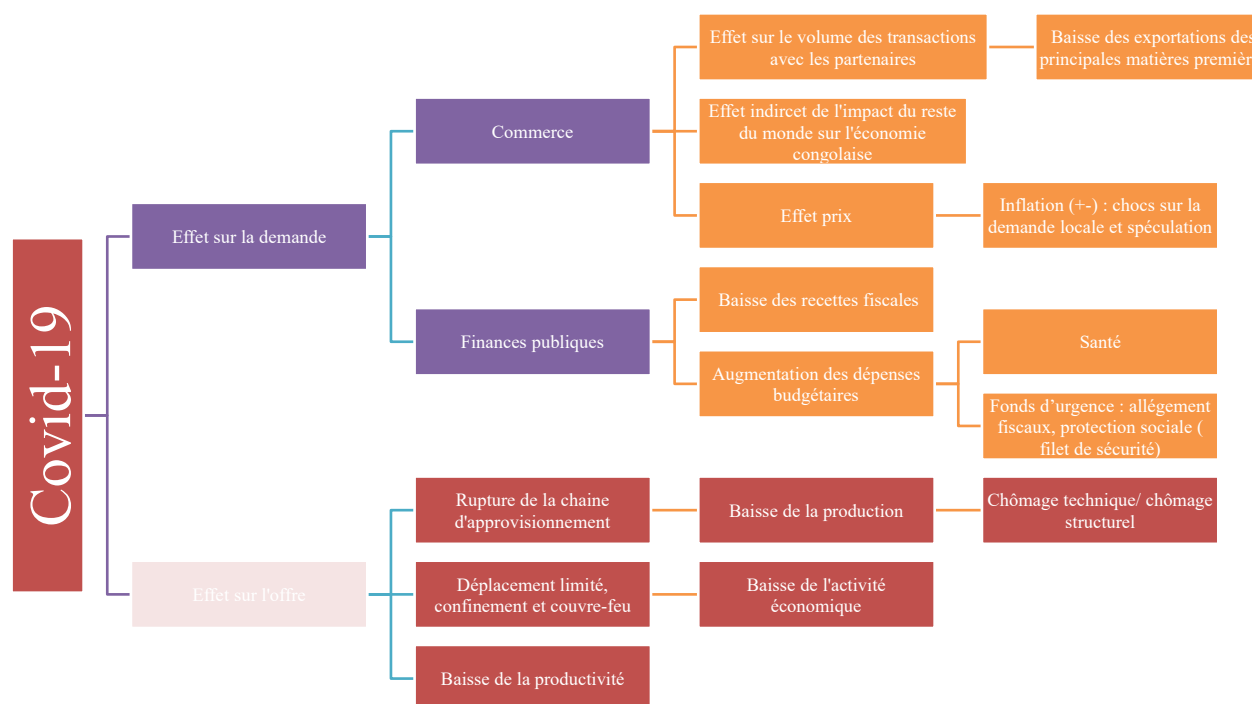 Covid-19
Effet sur la demande
Commerce
Effet sur le volume des transactions
avec les partenaires
Baisse des exportations des
principales matières premièr
Effet indircet de l'impact du reste
du monde sur l'économie
congolaise
Effet prix
Inflation (+-) : chocs sur la
demande locale et spéculation
Finances publiques
Baisse des recettes fiscales
Augmentation des dépenses
budgétaires
Santé
Fonds d’urgence : allégement
fiscaux, protection sociale (
filet de sécurité)
Effet sur l'offre
Rupture de la chaine
d'approvisionnement
Baisse de la production
Chômage technique/ chômage
structurel
Déplacement limité,
confinement et couvre-feu
Baisse de l'activité
économique
Baisse de la productivité